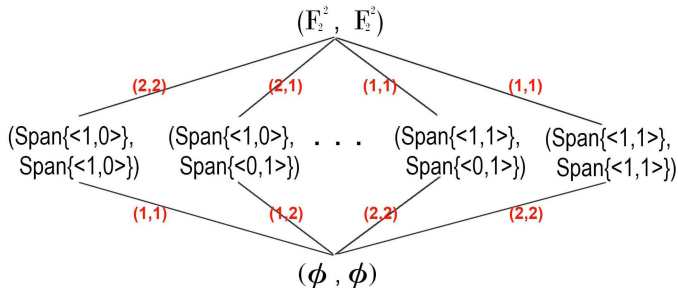 (F₂², F₂²)
(2,2) (2,1) (1,1) (1,1)
(Span{<1,0>}, (Span{<1,0>}, . . . (Span{<1,1>}, (Span{<1,1>},
Span{<1,0>}) Span{<0,1>}) Span{<0,1>}) Span{<1,1>})
(1,1) (1,2) (2,2) (2,2)
(ϕ, ϕ)